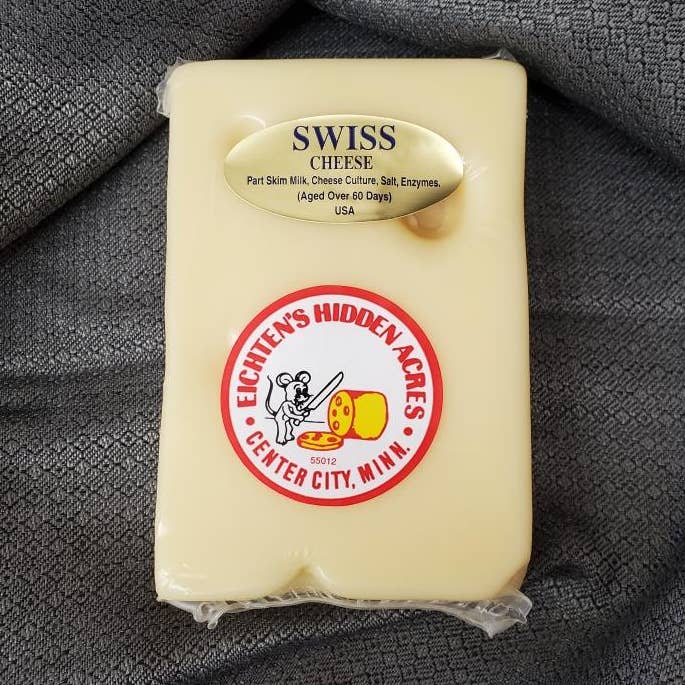 SWISS
CHEESE
Part Skim Milk, Cheese Culture, Salt, Enzymes.
(Aged Over 60 Days)
USA
EICHTEN'S HIDDEN ACRES
55012
• CENTER CITY, MINN. •